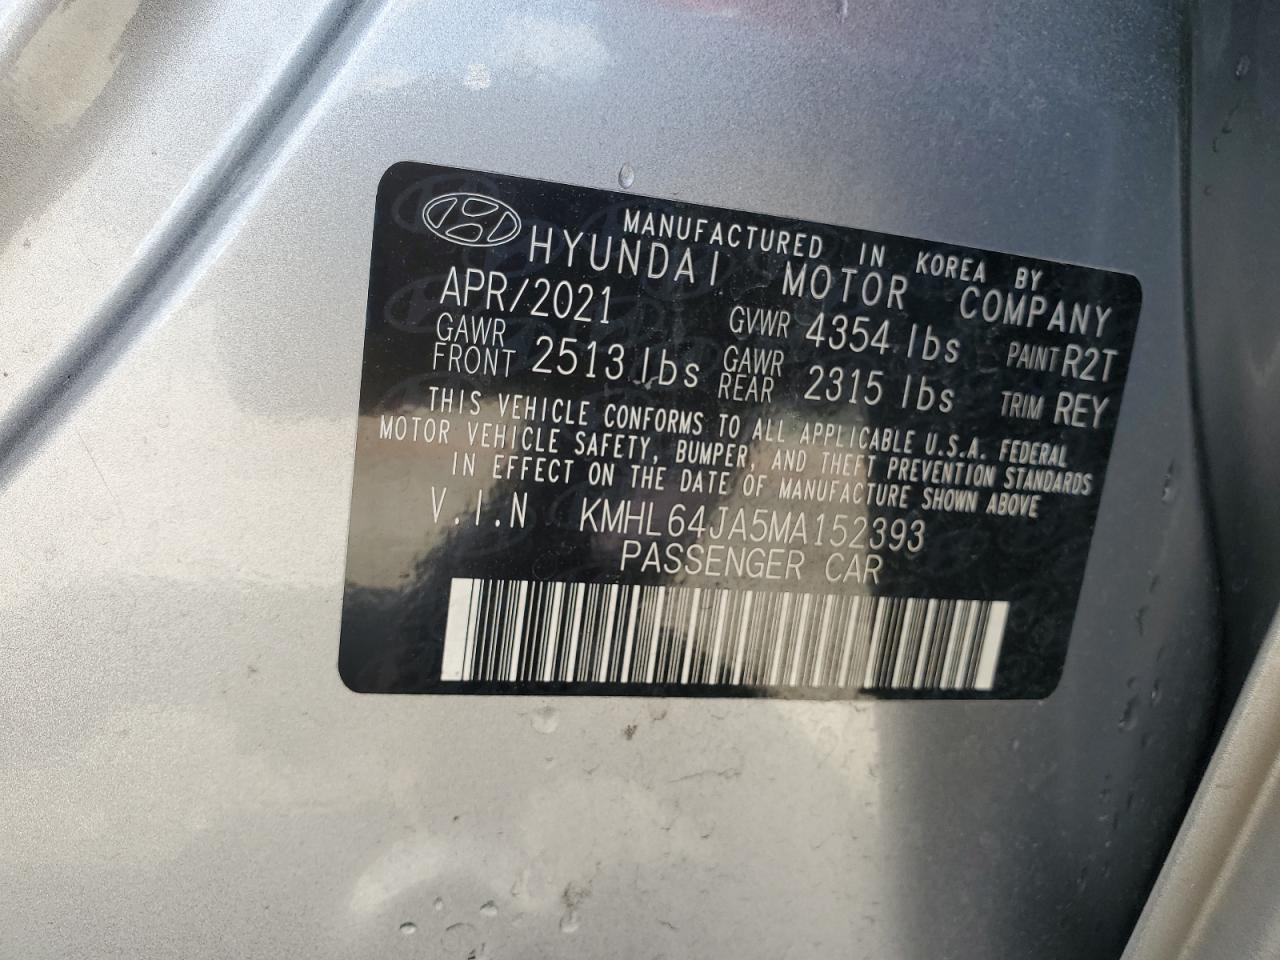 MANUFACTURED IN KOREA BY
HYUNDAI MOTOR COMPANY
APR/2021 GVWR 4354 lbs PAINT R2T
GAWR FRONT 2513 lbs GAWR REAR 2315 lbs TRIM REY
THIS VEHICLE CONFORMS TO ALL APPLICABLE U.S.A. FEDERAL
MOTOR VEHICLE SAFETY, BUMPER, AND THEFT PREVENTION STANDARDS
IN EFFECT ON THE DATE OF MANUFACTURE SHOWN ABOVE
V.I.N KMHL64JA5MA152393
PASSENGER CAR